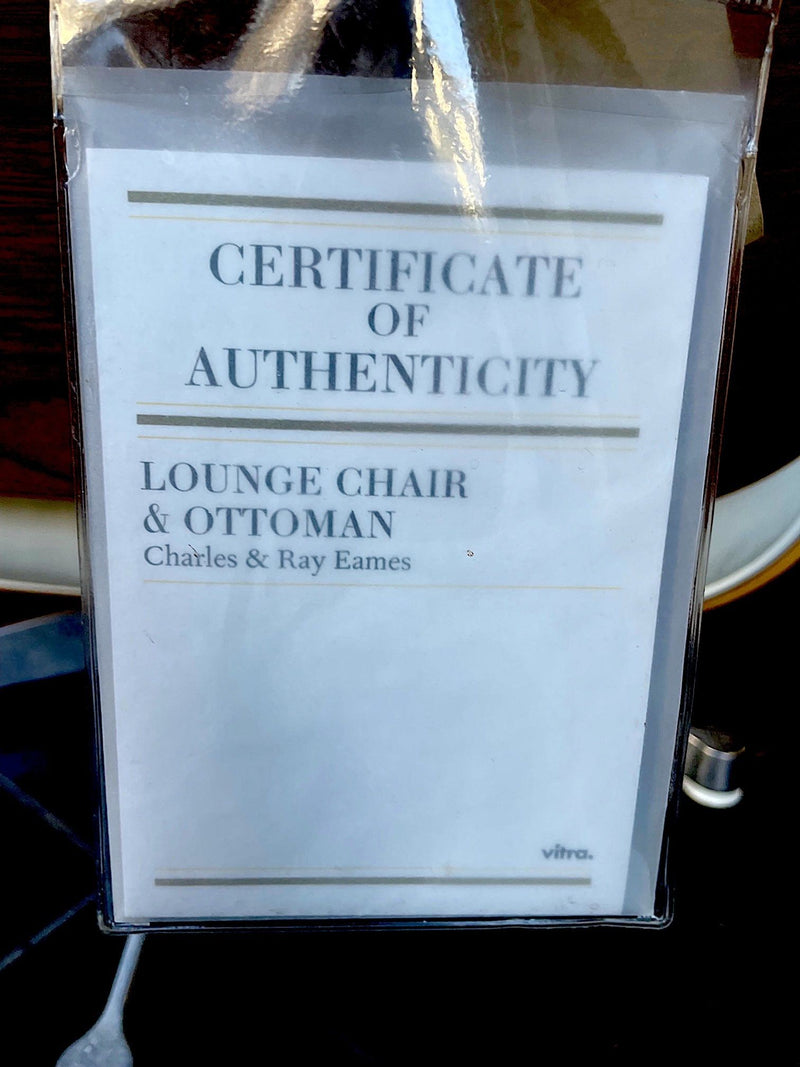 CERTIFICATE
OF
AUTHENTICITY
LOUNGE CHAIR
& OTTOMAN
Charles & Ray Eames
vitra.